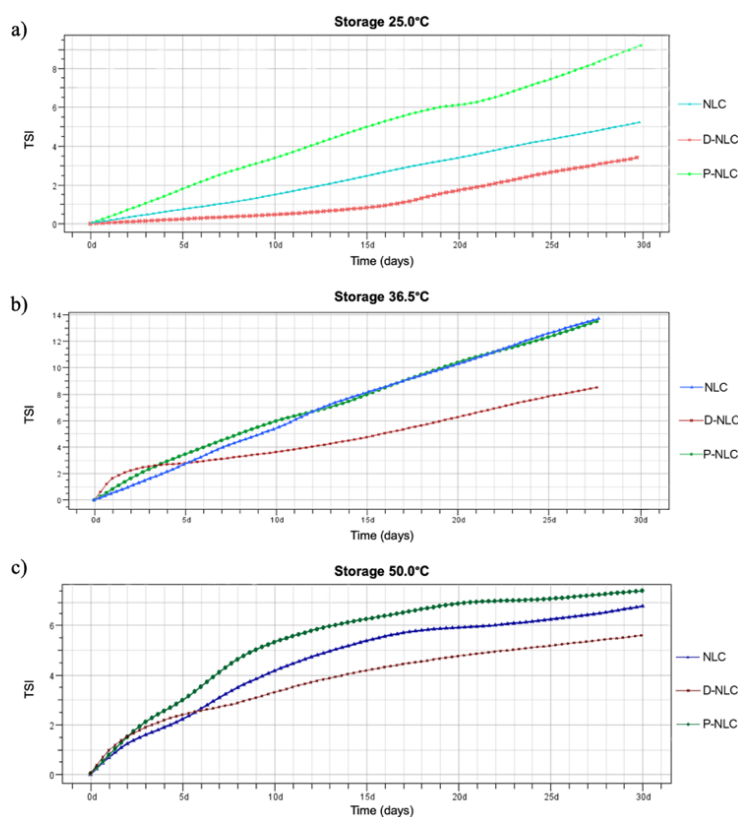 a)
Storage 25.0°C
TSI
8
6
4
2
0
0d 5d 10d 15d 20d 25d 30d
Time (days)
NLC
D-NLC
P-NLC
b)
Storage 36.5°C
TSI
14
12
10
8
6
4
2
0
0d 5d 10d 15d 20d 25d 30d
Time (days)
NLC
D-NLC
P-NLC
c)
Storage 50.0°C
TSI
6
4
2
0
0d 5d 10d 15d 20d 25d 30d
Time (days)
NLC
D-NLC
P-NLC